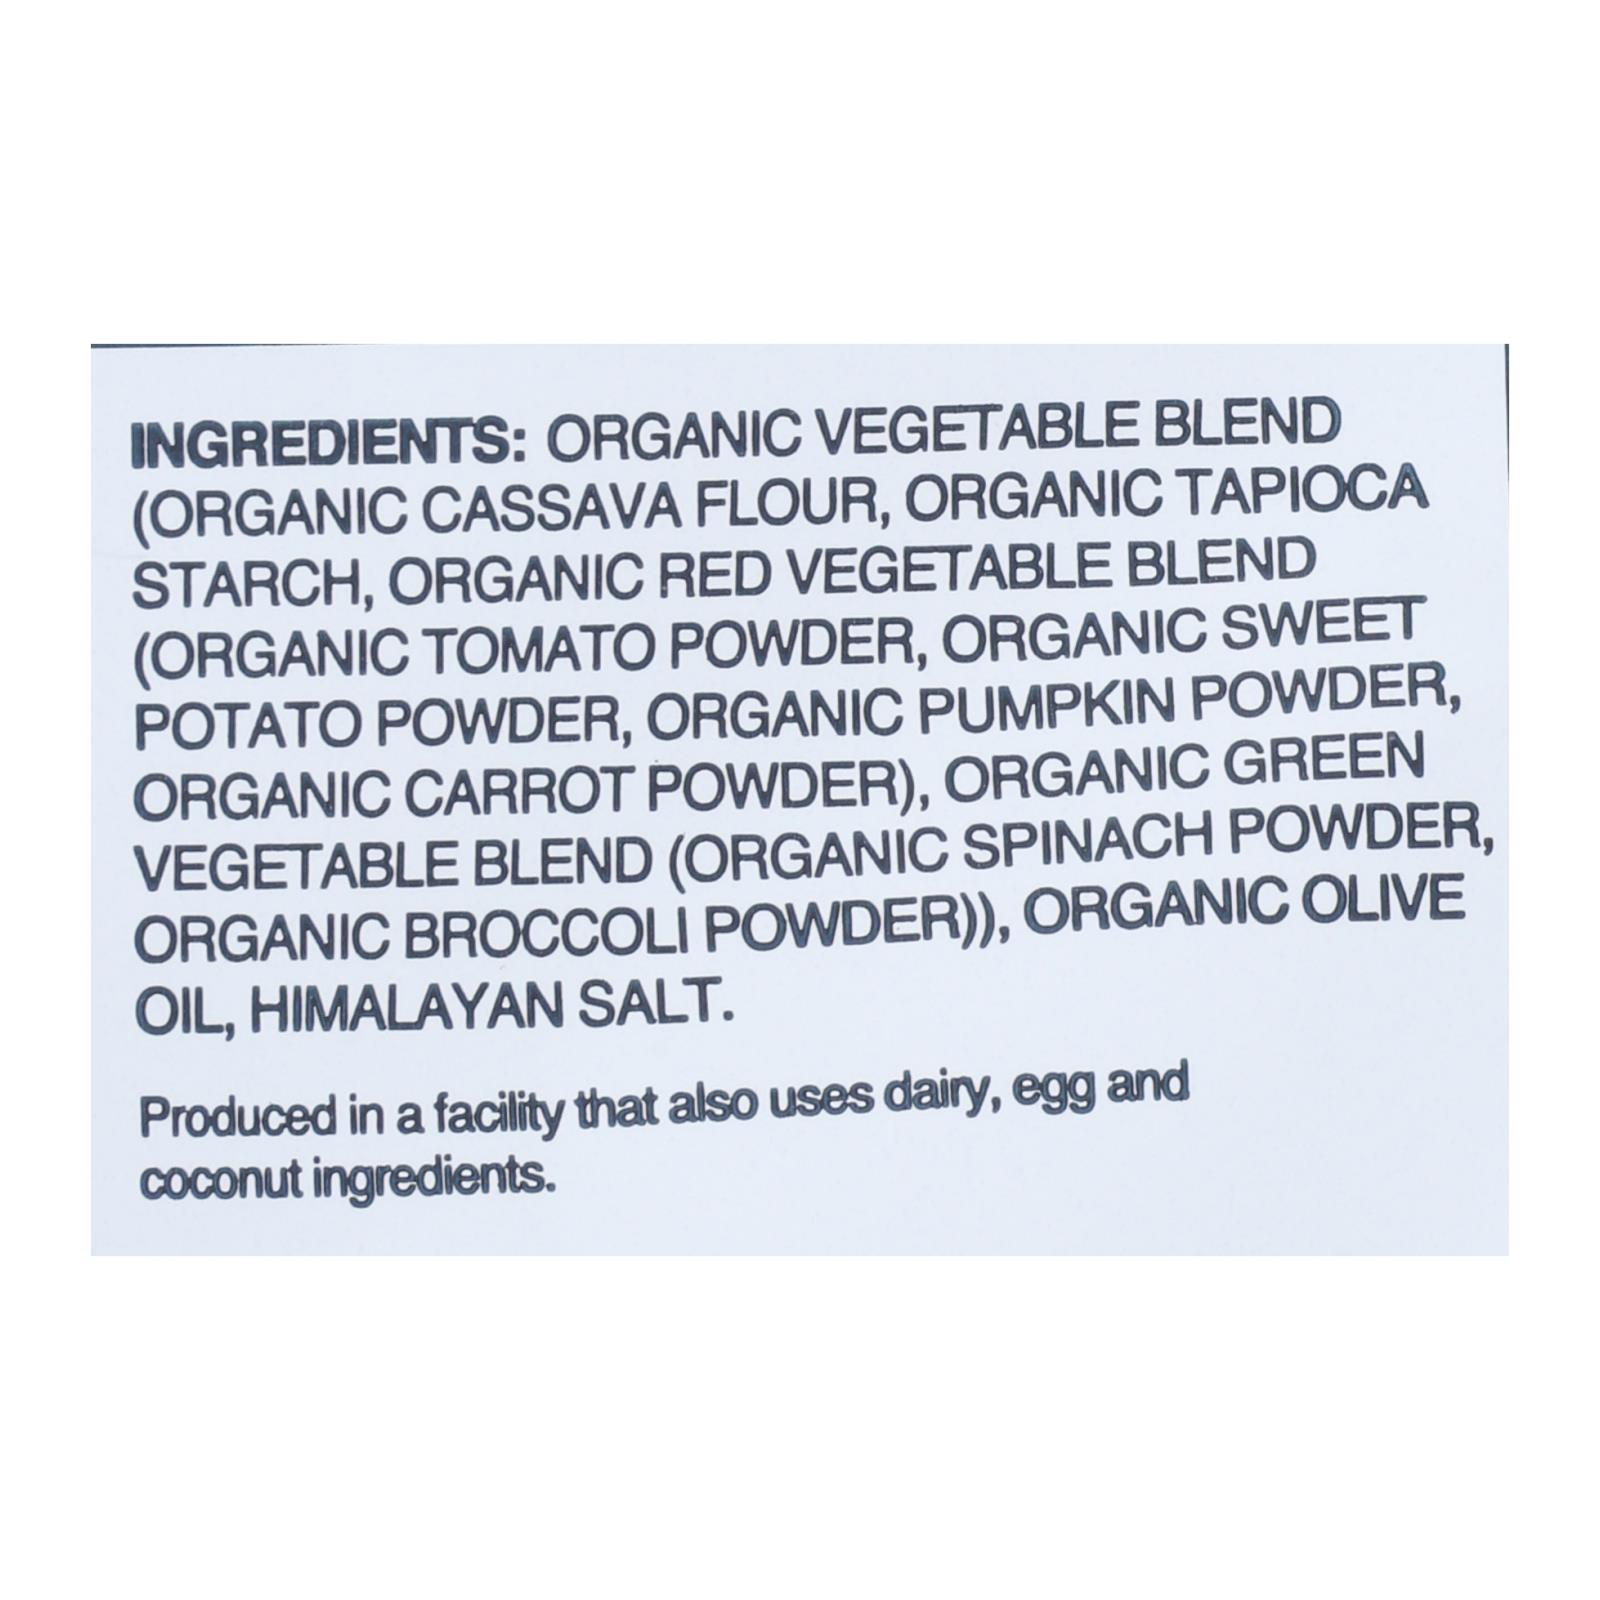 INGREDIENTS: ORGANIC VEGETABLE BLEND
(ORGANIC CASSAVA FLOUR, ORGANIC TAPIOCA
STARCH, ORGANIC RED VEGETABLE BLEND
(ORGANIC TOMATO POWDER, ORGANIC SWEET
POTATO POWDER, ORGANIC PUMPKIN POWDER,
ORGANIC CARROT POWDER), ORGANIC GREEN
VEGETABLE BLEND (ORGANIC SPINACH POWDER,
ORGANIC BROCCOLI POWDER)), ORGANIC OLIVE
OIL, HIMALAYAN SALT.
Produced in a facility that also uses dairy, egg and
coconut ingredients.